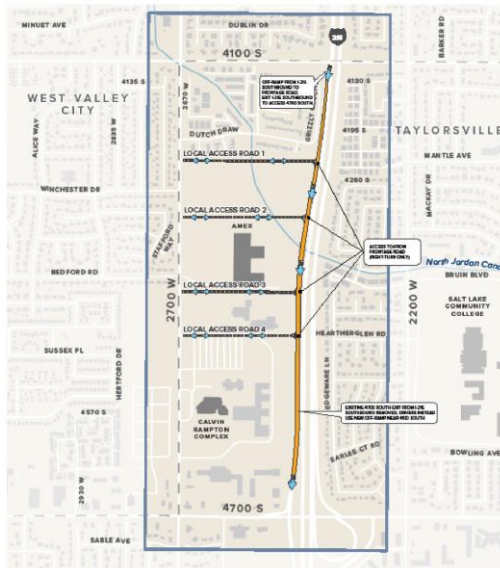 MINUET AVE
DUBLIN DR
BARKER RD
4100 S
215
4135 S
2670 W
OFF-RAMP FROM I-215
SOUTHBOUND TO
FRONTAGE ROAD.
EXIT I-215 SOUTHBOUND
TO ACCESS 4700 SOUTH.
4130 S
WEST VALLEY
CITY
ALICE WAY
2835 W
GRIZZLY
DUTCH DRAW
4195 S
TAYLORSVILLE
LOCAL ACCESS ROAD 1
MANTLE AVE
WINCHESTER DR
4260 S
MACKAY DR
LOCAL ACCESS ROAD 2
STAFFORD
WAY
AMEX
ACCESS TO/FROM
FRONTAGE ROAD
(RIGHT-TURN ONLY)
North Jordan Cana
BEDFORD RD
BRUIN BLVD
2700 W
LOCAL ACCESS ROAD 3
2200 W
SALT LAKE
COMMUNITY
COLLEGE
LOCAL ACCESS ROAD 4
HEARTHERGLEN RD
SUSSEX PL
HERTFORD DR
EDGEWARE LN
4570 S
EXISTING 4700 SOUTH EXIT FROM I-215
SOUTHBOUND REMOVED. DRIVERS INSTEAD
USE NEW OFF-RAMP NEAR 4100 SOUTH
CALVIN
RAMPTON
COMPLEX
EARLES CT RD
BOWLING AVE
2930 W
4700 S
SABLE AVE